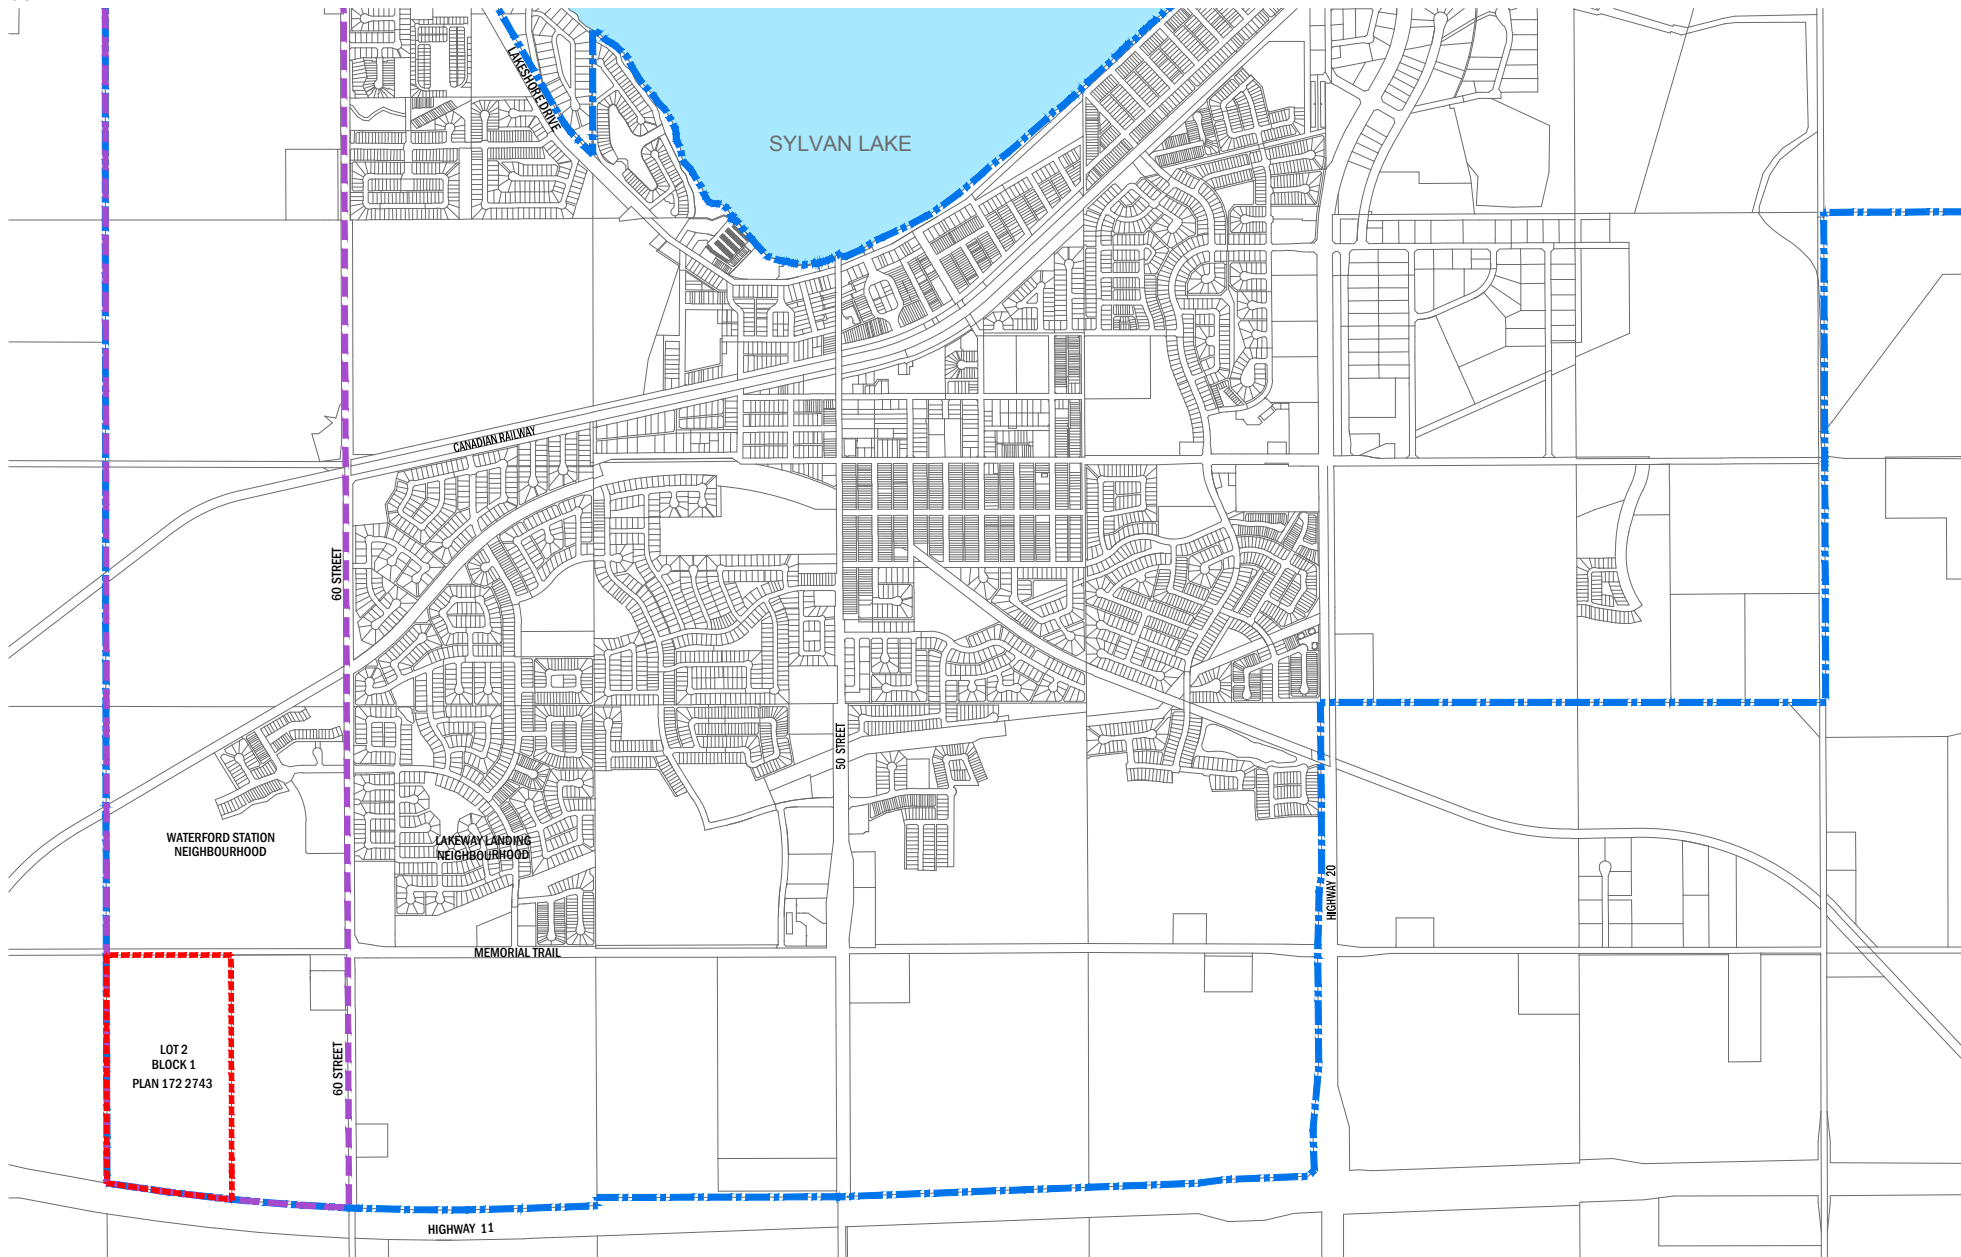 LAKESHORE DRIVE
SYLVAN LAKE
CANADIAN RAILWAY
60 STREET
50 STREET
WATERFORD STATION
NEIGHBOURHOOD
LAKEWAY LANDING
NEIGHBOURHOOD
HIGHWAY 20
MEMORIAL TRAIL
LOT 2
BLOCK 1
PLAN 172 2743
60 STREET
HIGHWAY 11